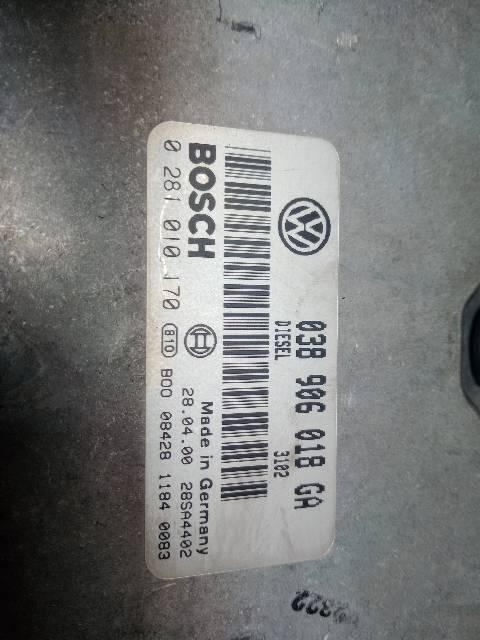 038 906 018 GA
DIESEL 3102
BOSCH
Made in Germany
28.04.00 28SA4402
0 281 010 170 B10 B00 08428 1184 0083
2322